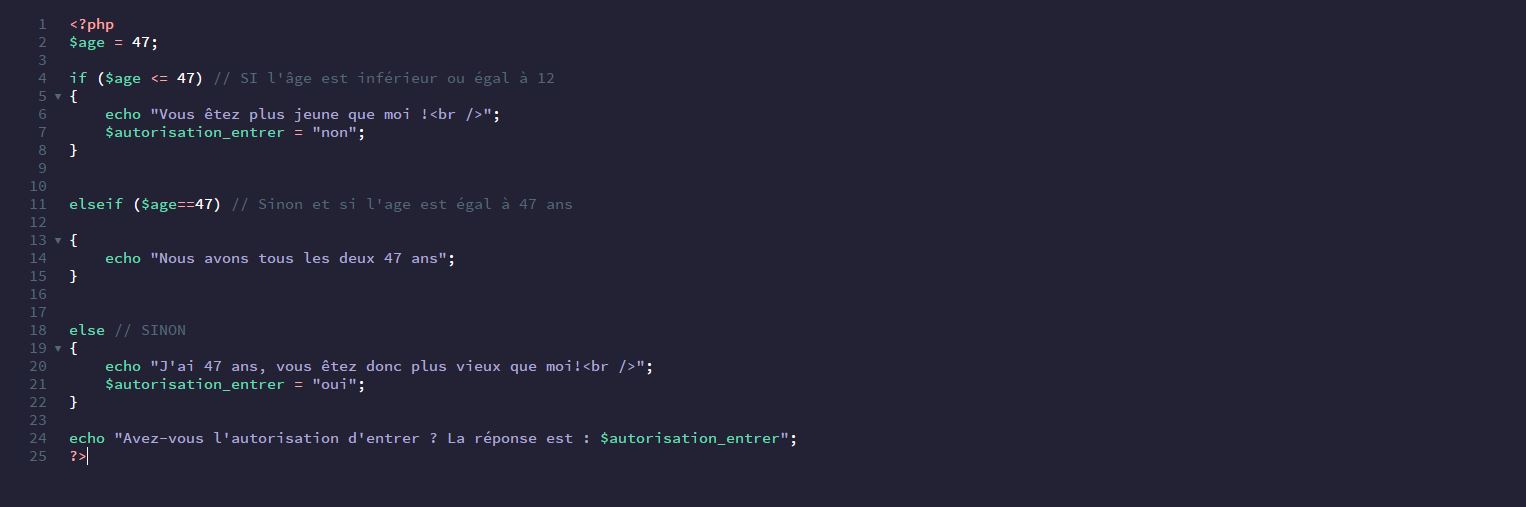 1 <?php
2 $age = 47;
3
4 if ($age <= 47) // SI l'âge est inférieur ou égal à 12
5 {
6 echo "Vous êtez plus jeune que moi !<br />";
7 $autorisation_entrer = "non";
8 }
9
10
11 elseif ($age==47) // Sinon et si l'age est égal à 47 ans
12
13 {
14 echo "Nous avons tous les deux 47 ans";
15 }
16
17
18 else // SINON
19 {
20 echo "J'ai 47 ans, vous êtez donc plus vieux que moi!<br />";
21 $autorisation_entrer = "oui";
22 }
23
24 echo "Avez-vous l'autorisation d'entrer ? La réponse est : $autorisation_entrer";
25 ?>